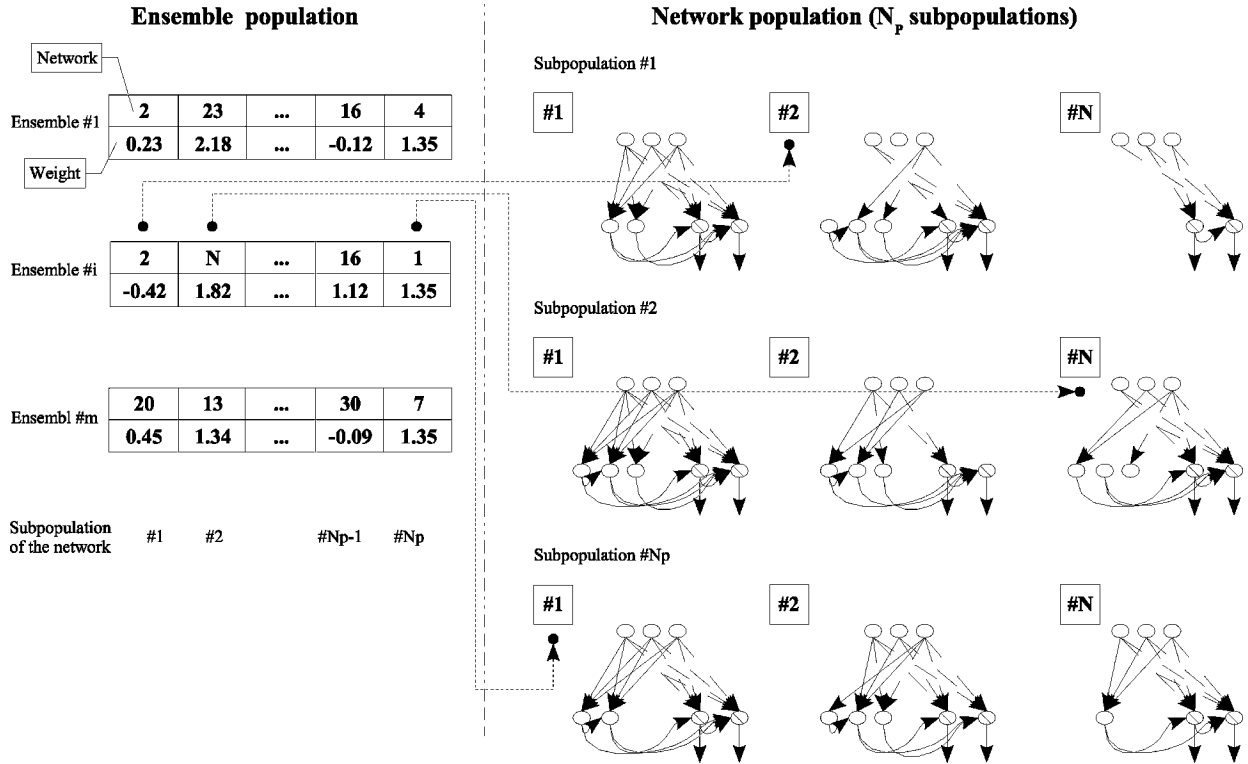 Ensemble population
Network population (Np subpopulations)
Network
Ensemble #1
2 23 ... 16 4
0.23 2.18 ... -0.12 1.35
Weight
Ensemble #i
2 N ... 16 1
-0.42 1.82 ... 1.12 1.35
Ensembl #m
20 13 ... 30 7
0.45 1.34 ... -0.09 1.35
Subpopulation
of the network
#1 #2 #Np-1 #Np
Subpopulation #1
#1 #2 #N
Subpopulation #2
#1 #2 #N
Subpopulation #Np
#1 #2 #N